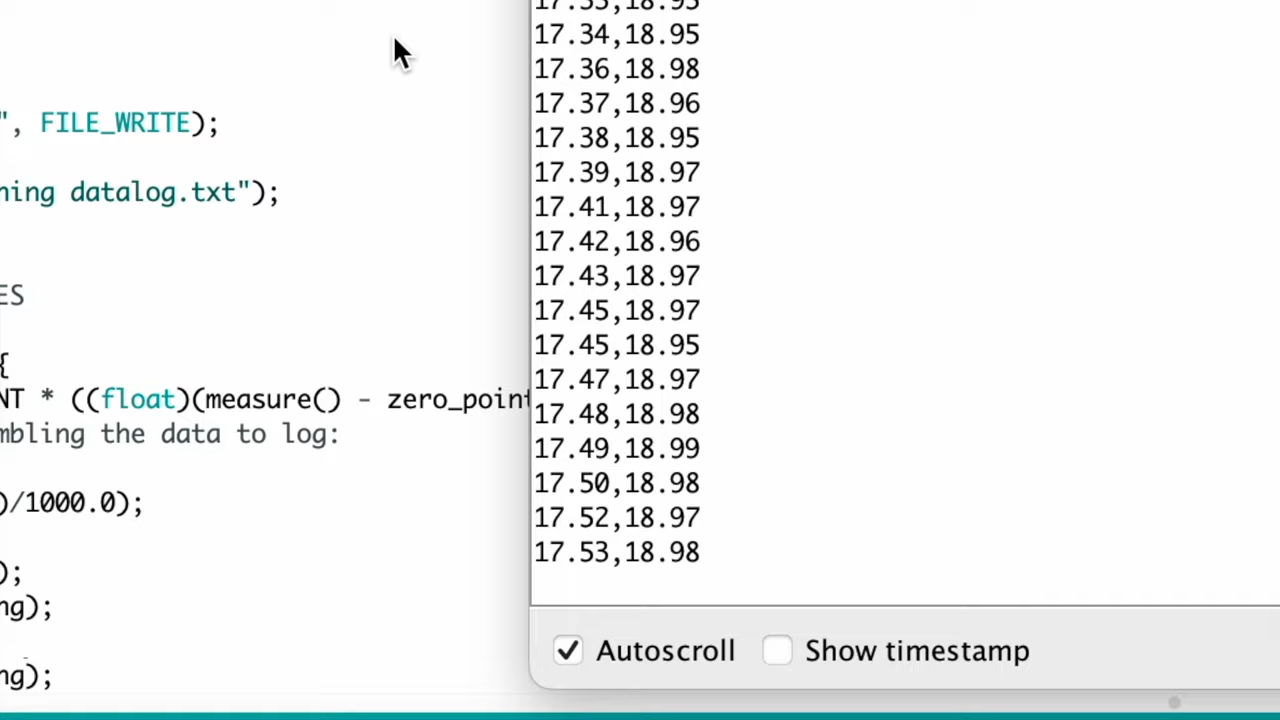 ", FILE_WRITE);
ning datalog.txt");
ES
{
NT * ((float)(measure() - zero_point
mbling the data to log:
)/1000.0);
);
ng);
ng);
17.33,18.95
17.34,18.95
17.36,18.98
17.37,18.96
17.38,18.95
17.39,18.97
17.41,18.97
17.42,18.96
17.43,18.97
17.45,18.97
17.45,18.95
17.47,18.97
17.48,18.98
17.49,18.99
17.50,18.98
17.52,18.97
17.53,18.98
Autoscroll Show timestamp